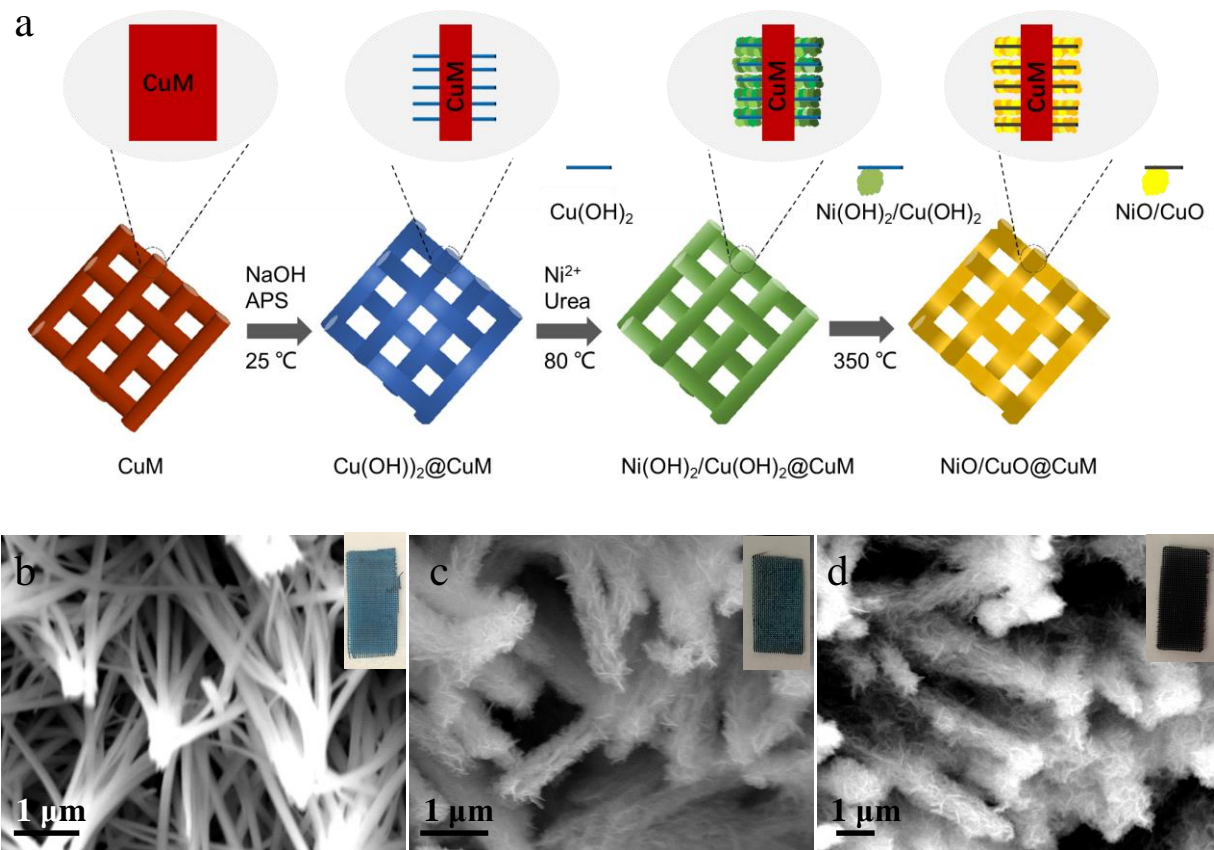 a
CuM
CuM
CuM
CuM
Cu(OH)₂
Ni(OH)₂/Cu(OH)₂
NiO/CuO
NaOH
APS
25 ℃
Ni²⁺
Urea
80 ℃
350 ℃
CuM
Cu(OH))₂@CuM
Ni(OH)₂/Cu(OH)₂@CuM
NiO/CuO@CuM
b
1 µm
c
1 µm
d
1 µm